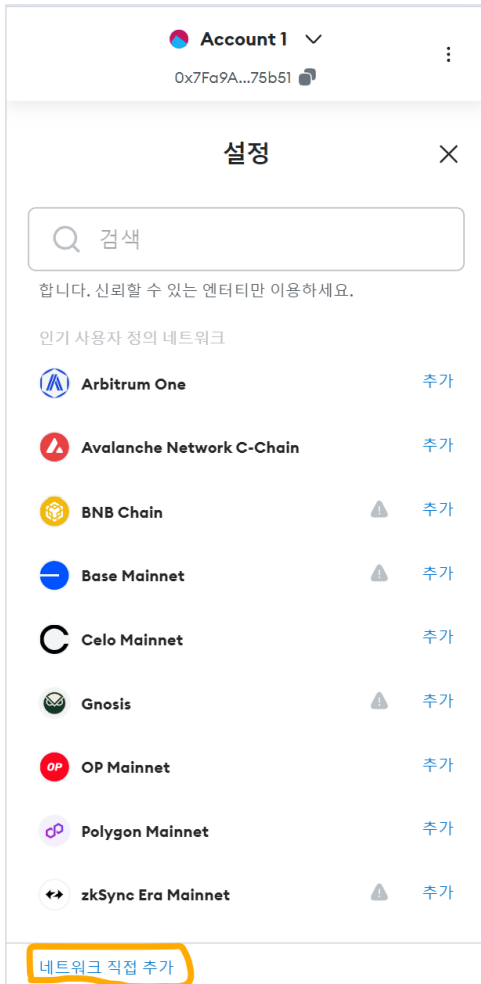 Account 1
0x7Fa9A...75b51
설정
검색
합니다. 신뢰할 수 있는 엔터티만 이용하세요.
인기 사용자 정의 네트워크
Arbitrum One 추가
Avalanche Network C-Chain 추가
BNB Chain 추가
Base Mainnet 추가
Celo Mainnet 추가
Gnosis 추가
OP OP Mainnet 추가
Polygon Mainnet 추가
zkSync Era Mainnet 추가
네트워크 직접 추가